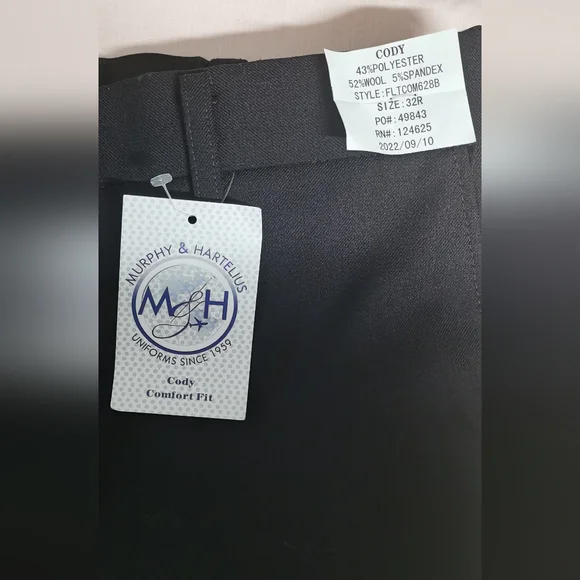 CODY
43%POLYESTER
52%WOOL 5%SPANDEX
STYLE:FLTCOM628B
SIZE:32R
PO#:49843
RN#:124625
2022/09/10
MURPHY & HARTELIUS
M&H
UNIFORMS SINCE 1959
Cody
Comfort Fit